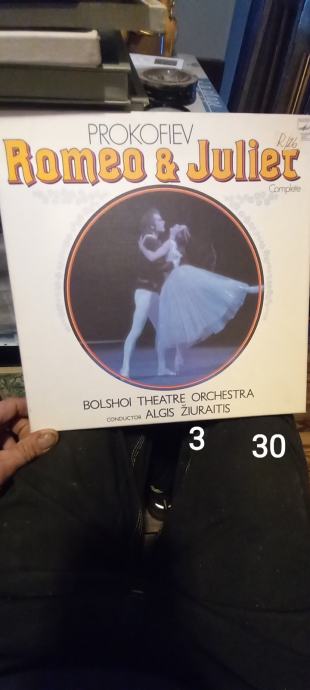 PROKOFIEV
Romeo & Juliet
Complete
BOLSHOI THEATRE ORCHESTRA
CONDUCTOR ALGIS ŽIURAITIS
3 30